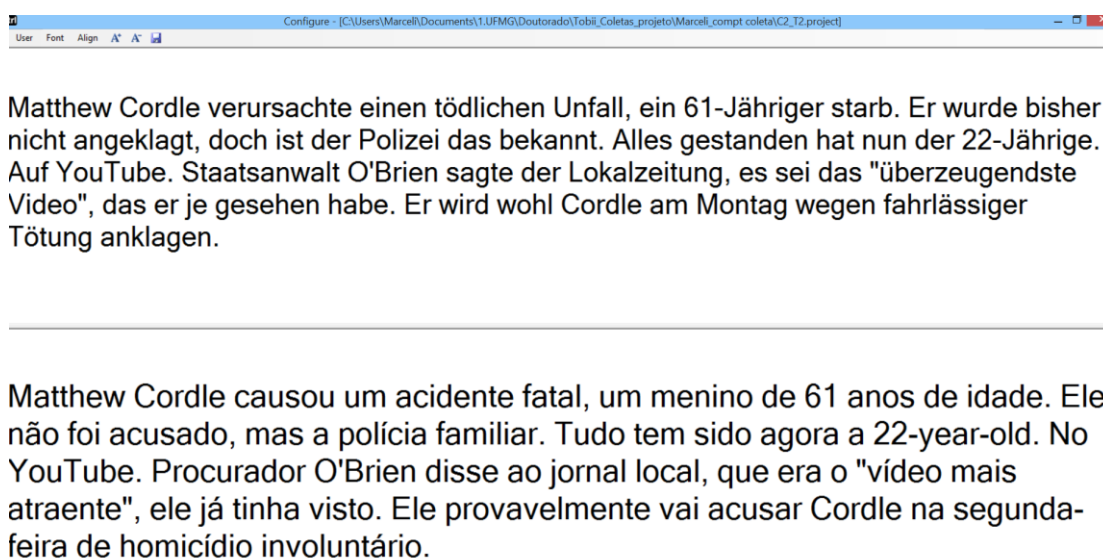 Configure - [C:\Users\Marceli\Documents\1.UFMG\Doutorado\Tobii_Coletas_projeto\Marceli_compt coleta\C2_T2.project]
User Font Align A+ A-
Matthew Cordle verursachte einen tödlichen Unfall, ein 61-Jähriger starb. Er wurde bisher
nicht angeklagt, doch ist der Polizei das bekannt. Alles gestanden hat nun der 22-Jährige.
Auf YouTube. Staatsanwalt O'Brien sagte der Lokalzeitung, es sei das "überzeugendste
Video", das er je gesehen habe. Er wird wohl Cordle am Montag wegen fahrlässiger
Tötung anklagen.
Matthew Cordle causou um acidente fatal, um menino de 61 anos de idade. Ele
não foi acusado, mas a polícia familiar. Tudo tem sido agora a 22-year-old. No
YouTube. Procurador O'Brien disse ao jornal local, que era o "vídeo mais
atraente", ele já tinha visto. Ele provavelmente vai acusar Cordle na segunda-
feira de homicídio involuntário.